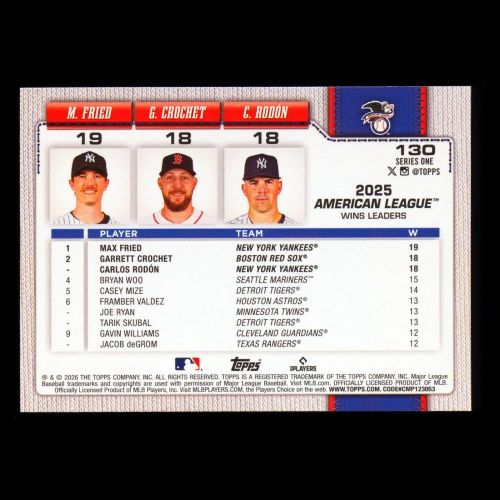 M. FRIED G. CROCHET C. RODÓN
19 18 18
130
SERIES ONE
@TOPPS
2025
AMERICAN LEAGUE™
WINS LEADERS
PLAYER TEAM W
1 MAX FRIED NEW YORK YANKEES® 19
2 GARRETT CROCHET BOSTON RED SOX® 18
- CARLOS RODÓN NEW YORK YANKEES® 18
4 BRYAN WOO SEATTLE MARINERS™ 15
5 CASEY MIZE DETROIT TIGERS® 14
6 FRAMBER VALDEZ HOUSTON ASTROS® 13
- JOE RYAN MINNESOTA TWINS® 13
- TARIK SKUBAL DETROIT TIGERS® 13
9 GAVIN WILLIAMS CLEVELAND GUARDIANS® 12
- JACOB deGROM TEXAS RANGERS® 12
Topps MLB PLAYERS
® & © 2026 THE TOPPS COMPANY, INC. ALL RIGHTS RESERVED. TOPPS IS A REGISTERED TRADEMARK OF THE TOPPS COMPANY, INC. Major League
Baseball trademarks and copyrights are used with permission of Major League Baseball. Visit MLB.com. OFFICIALLY LICENSED PRODUCT OF MLB.
Officially Licensed Product of MLB Players, Inc. Visit MLBPLAYERS.COM, the Players Choice on the web. WWW.TOPPS.COM. CODE#CMP123053